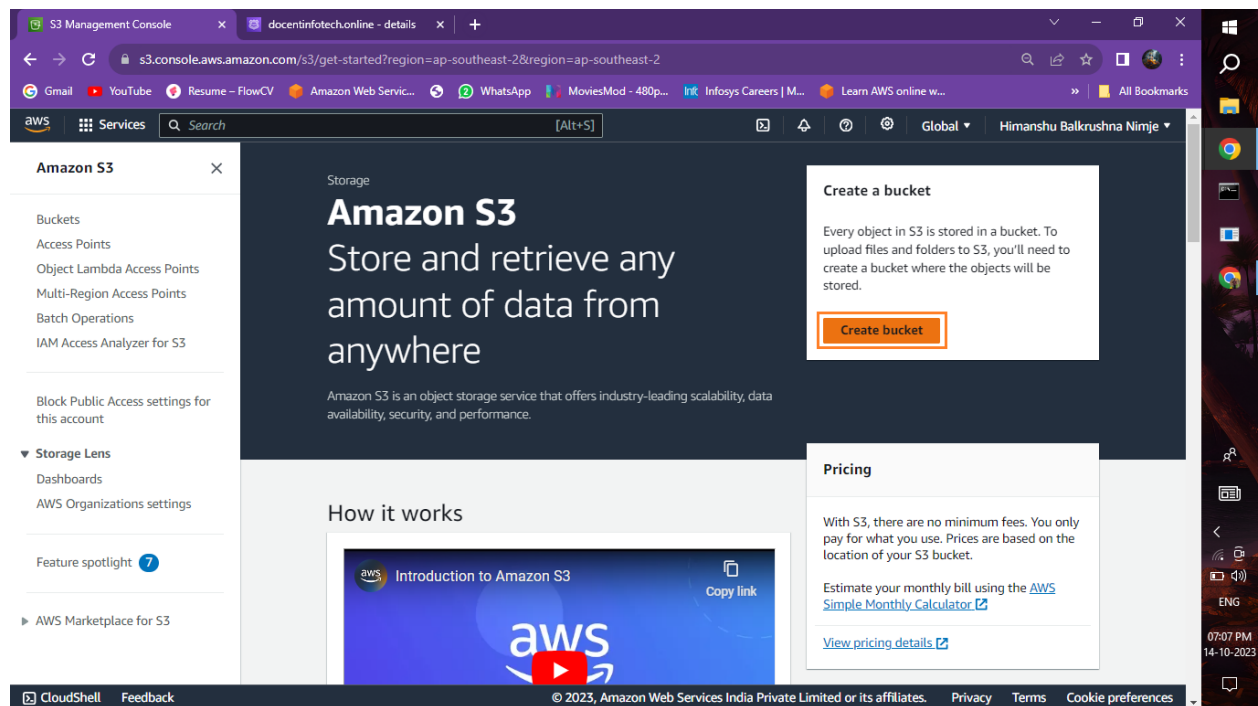 S3 Management Console
docentinfotech.online - details
s3.console.aws.amazon.com/s3/get-started?region=ap-southeast-2&region=ap-southeast-2
Gmail
YouTube
Resume – FlowCV
Amazon Web Servic...
2 WhatsApp
MoviesMod - 480p...
Infosys Careers | M...
Learn AWS online w...
»
All Bookmarks
aws
Services
Search
[Alt+S]
Global
Himanshu Balkrushna Nimje
Amazon S3
Buckets
Access Points
Object Lambda Access Points
Multi-Region Access Points
Batch Operations
IAM Access Analyzer for S3
Block Public Access settings for
this account
Storage Lens
Dashboards
AWS Organizations settings
Feature spotlight 7
AWS Marketplace for S3
Storage
Amazon S3
Store and retrieve any
amount of data from
anywhere
Amazon S3 is an object storage service that offers industry-leading scalability, data
availability, security, and performance.
Create a bucket
Every object in S3 is stored in a bucket. To
upload files and folders to S3, you'll need to
create a bucket where the objects will be
stored.
Create bucket
How it works
aws
Introduction to Amazon S3
Copy link
aws
Pricing
With S3, there are no minimum fees. You only
pay for what you use. Prices are based on the
location of your S3 bucket.
Estimate your monthly bill using the AWS
Simple Monthly Calculator
View pricing details
CloudShell
Feedback
© 2023, Amazon Web Services India Private Limited or its affiliates.
Privacy
Terms
Cookie preferences
ENG
07:07 PM
14-10-2023